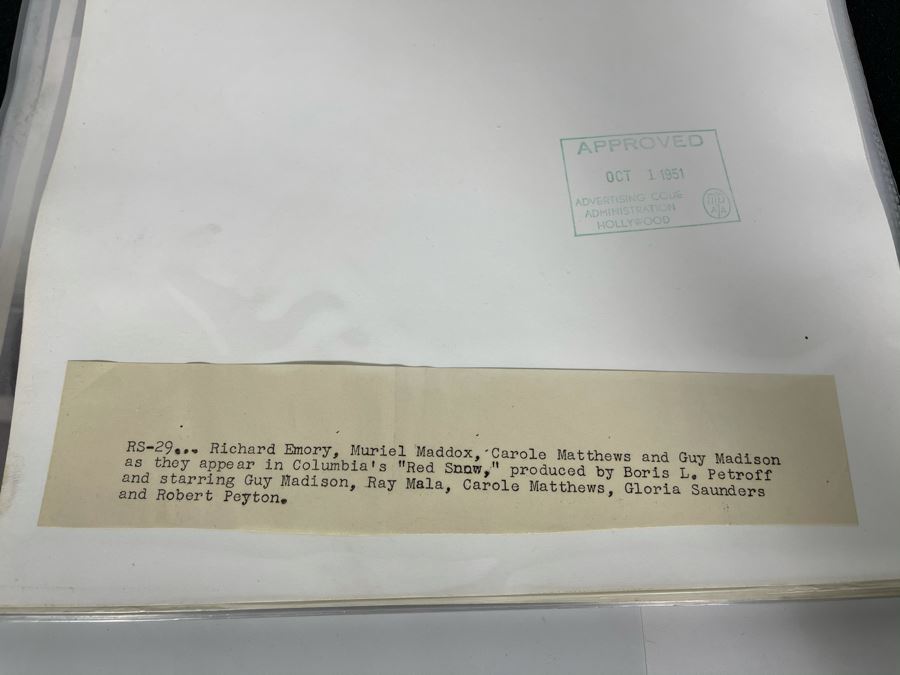 APPROVED
OCT 1 1951
ADVERTISING CODE
ADMINISTRATION
HOLLYWOOD
RS-29... Richard Emory, Muriel Maddox, Carole Matthews and Guy Madison
as they appear in Columbia's "Red Snow," produced by Boris L. Petroff
and starring Guy Madison, Ray Mala, Carole Matthews, Gloria Saunders
and Robert Peyton.